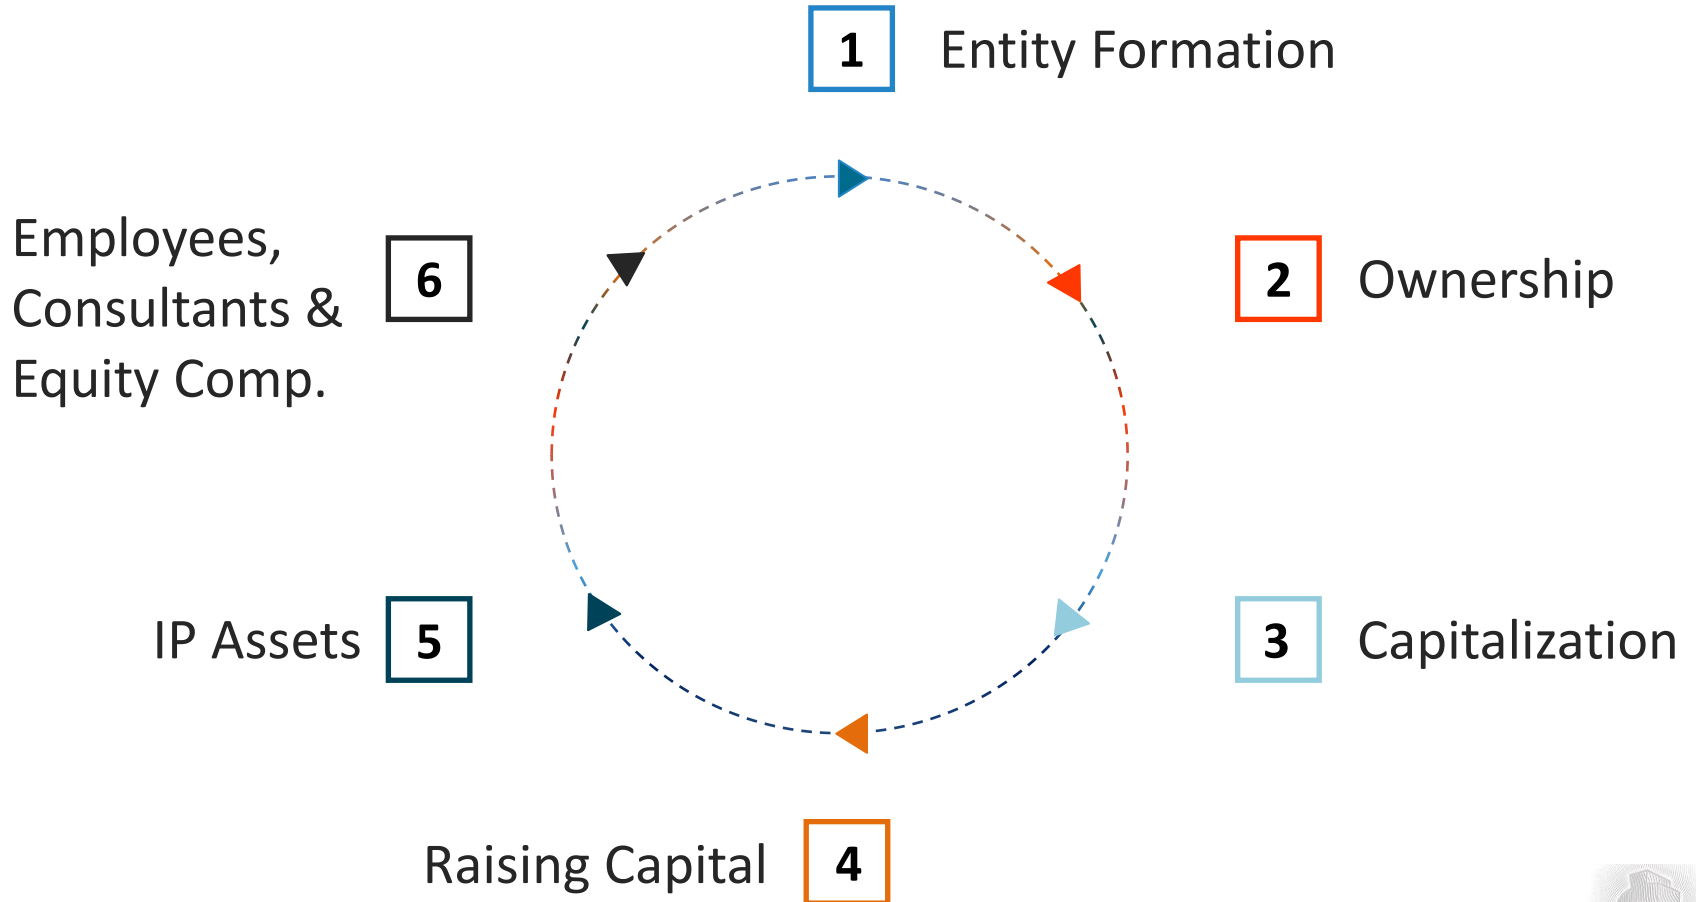 1 Entity Formation
2 Ownership
3 Capitalization
4 Raising Capital
5 IP Assets
6 Employees,
Consultants &
Equity Comp.